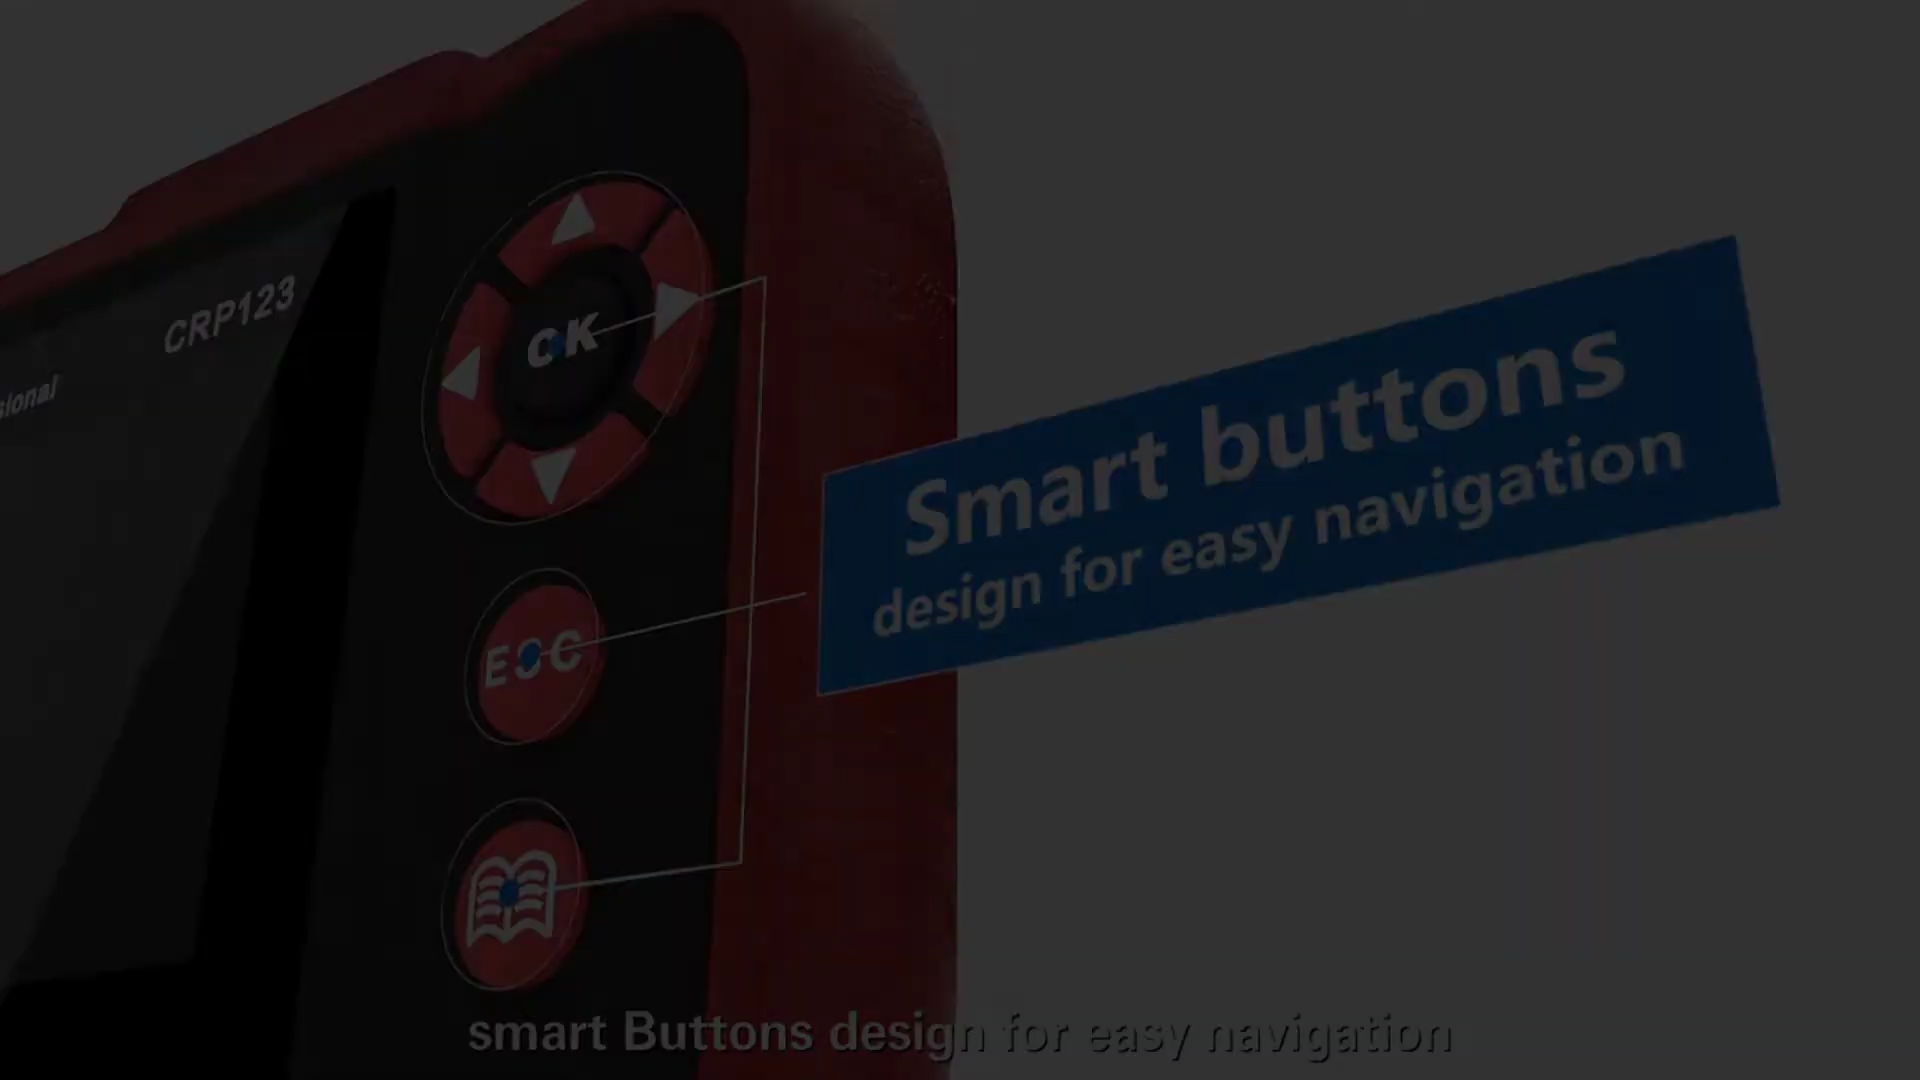 CRP123
sional
OK
ESC
Smart buttons
design for easy navigation
smart Buttons design for easy navigation